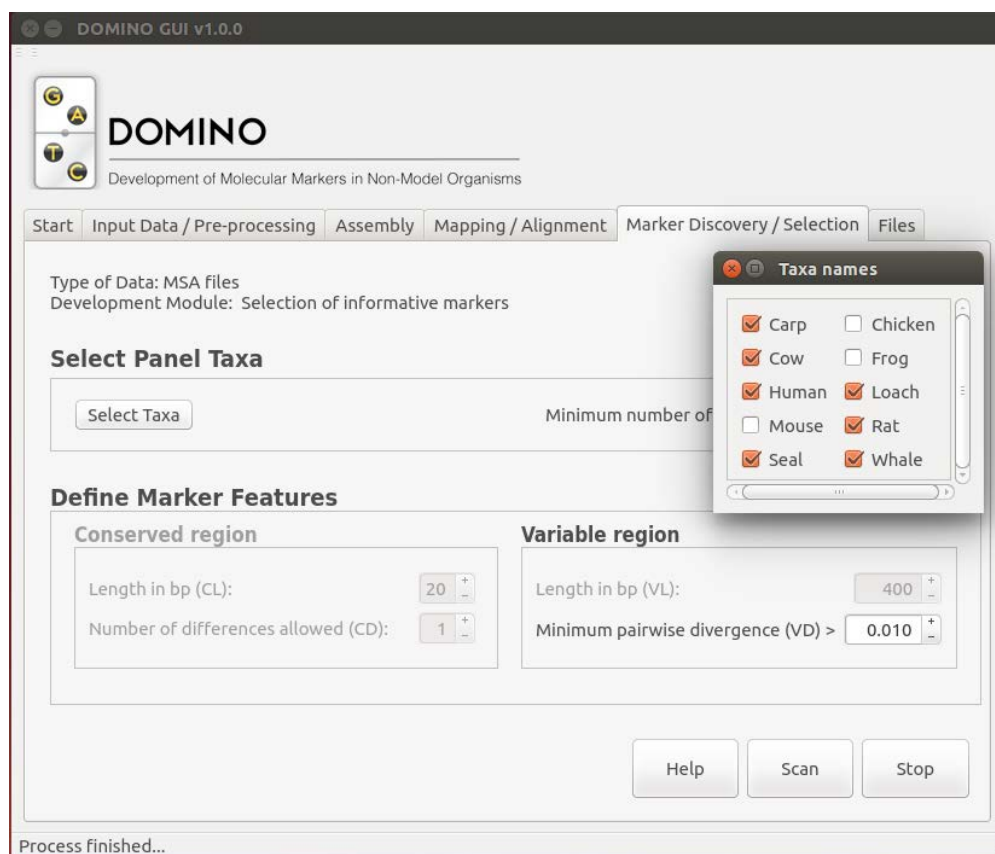 DOMINO GUI v1.0.0
G
A
T
C
DOMINO
Development of Molecular Markers in Non-Model Organisms
Start Input Data / Pre-processing Assembly Mapping / Alignment Marker Discovery / Selection Files
Type of Data: MSA files
Development Module: Selection of informative markers
Taxa names
Carp Chicken
Cow Frog
Human Loach
Mouse Rat
Seal Whale
Select Panel Taxa
Select Taxa Minimum number of
Define Marker Features
Conserved region
Length in bp (CL): 20
Number of differences allowed (CD): 1
Variable region
Length in bp (VL): 400
Minimum pairwise divergence (VD) > 0.010
Help Scan Stop
Process finished...